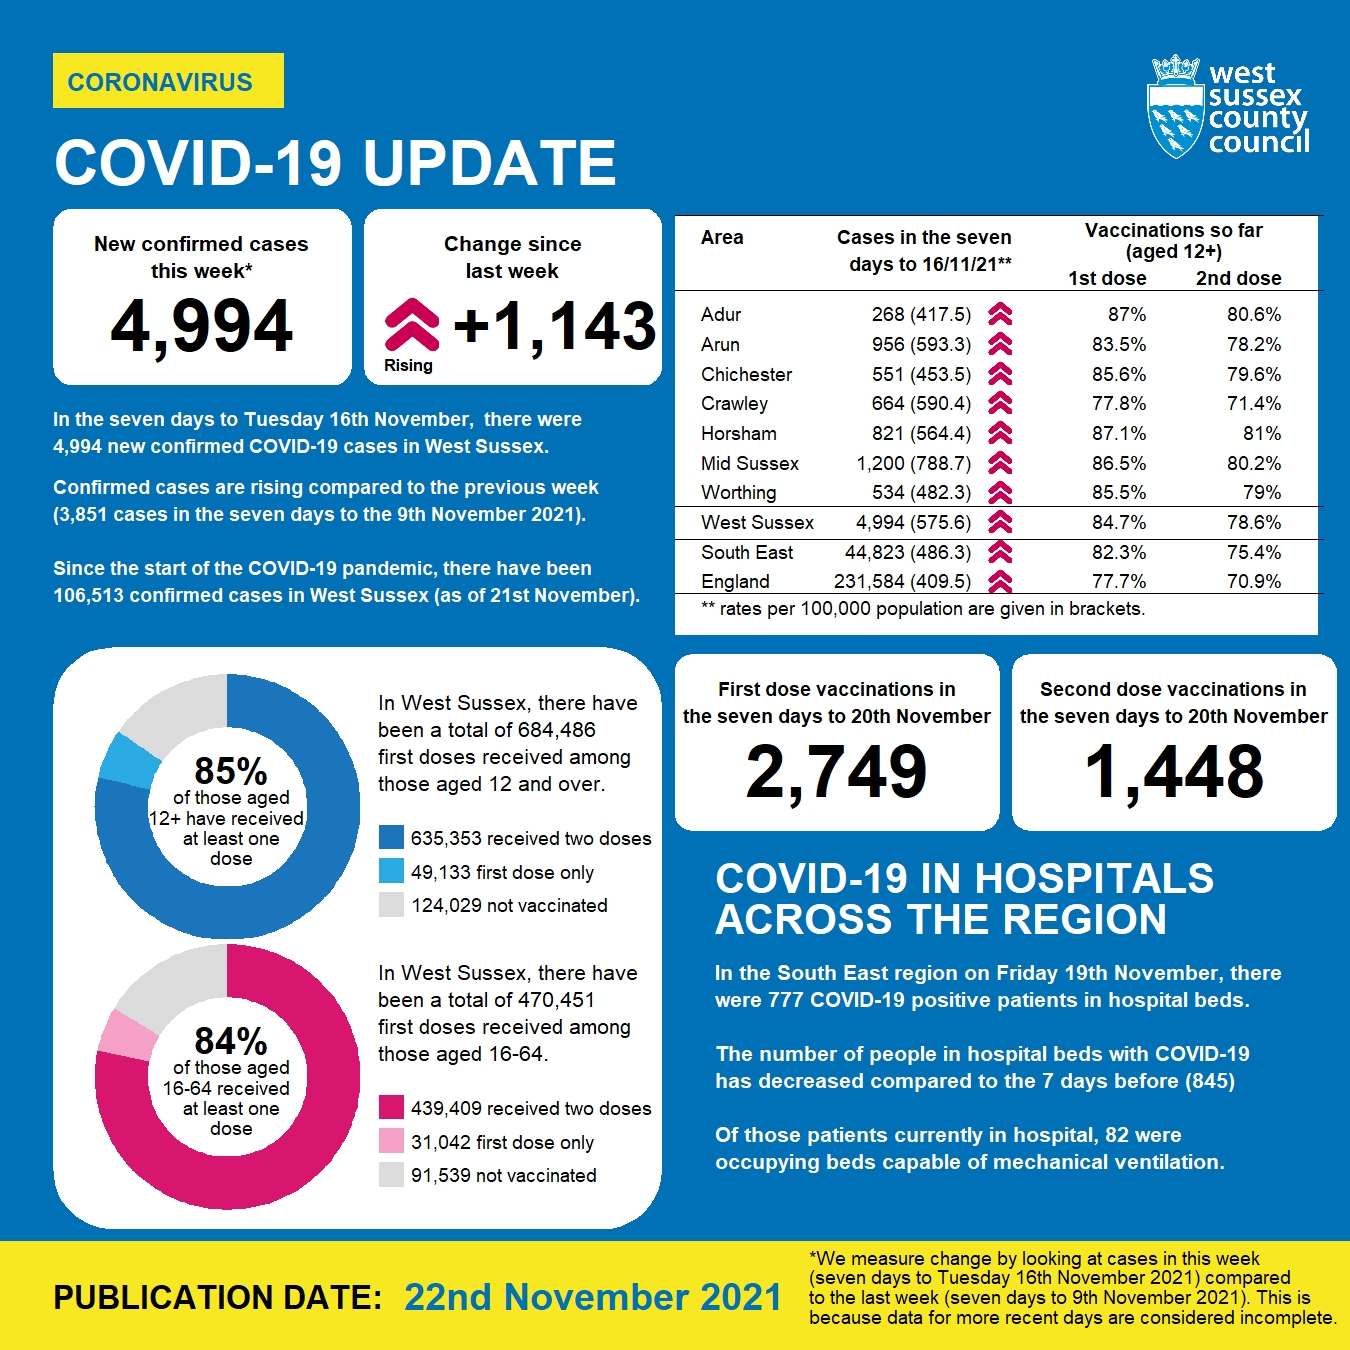 CORONAVIRUS
west
sussex
county
council
COVID-19 UPDATE
New confirmed cases
this week*
4,994
Change since
last week
+1,143
Rising
In the seven days to Tuesday 16th November,  there were
4,994 new confirmed COVID-19 cases in West Sussex.
Confirmed cases are rising compared to the previous week
(3,851 cases in the seven days to the 9th November 2021).
Since the start of the COVID-19 pandemic, there have been
106,513 confirmed cases in West Sussex (as of 21st November).
Area Cases in the seven Vaccinations so far
days to 16/11/21** (aged 12+)
1st dose 2nd dose
Adur 268 (417.5) 87% 80.6%
Arun 956 (593.3) 83.5% 78.2%
Chichester 551 (453.5) 85.6% 79.6%
Crawley 664 (590.4) 77.8% 71.4%
Horsham 821 (564.4) 87.1% 81%
Mid Sussex 1,200 (788.7) 86.5% 80.2%
Worthing 534 (482.3) 85.5% 79%
West Sussex 4,994 (575.6) 84.7% 78.6%
South East 44,823 (486.3) 82.3% 75.4%
England 231,584 (409.5) 77.7% 70.9%
** rates per 100,000 population are given in brackets.
85%
of those aged
12+ have received
at least one
dose
In West Sussex, there have
been a total of 684,486
first doses received among
those aged 12 and over.
635,353 received two doses
49,133 first dose only
124,029 not vaccinated
84%
of those aged
16-64 received
at least one
dose
In West Sussex, there have
been a total of 470,451
first doses received among
those aged 16-64.
439,409 received two doses
31,042 first dose only
91,539 not vaccinated
First dose vaccinations in
the seven days to 20th November
2,749
Second dose vaccinations in
the seven days to 20th November
1,448
COVID-19 IN HOSPITALS
ACROSS THE REGION
In the South East region on Friday 19th November, there
were 777 COVID-19 positive patients in hospital beds.
The number of people in hospital beds with COVID-19
has decreased compared to the 7 days before (845)
Of those patients currently in hospital, 82 were
occupying beds capable of mechanical ventilation.
PUBLICATION DATE: 22nd November 2021
*We measure change by looking at cases in this week
(seven days to Tuesday 16th November 2021) compared
to the last week (seven days to 9th November 2021). This is
because data for more recent days are considered incomplete.